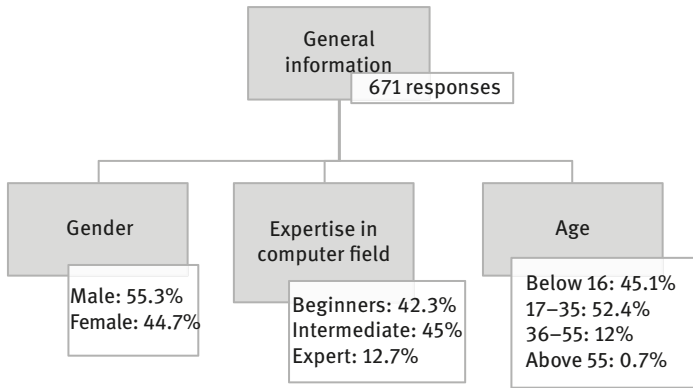 General
information
671 responses
Gender
Male: 55.3%
Female: 44.7%
Expertise in
computer field
Beginners: 42.3%
Intermediate: 45%
Expert: 12.7%
Age
Below 16: 45.1%
17–35: 52.4%
36–55: 12%
Above 55: 0.7%